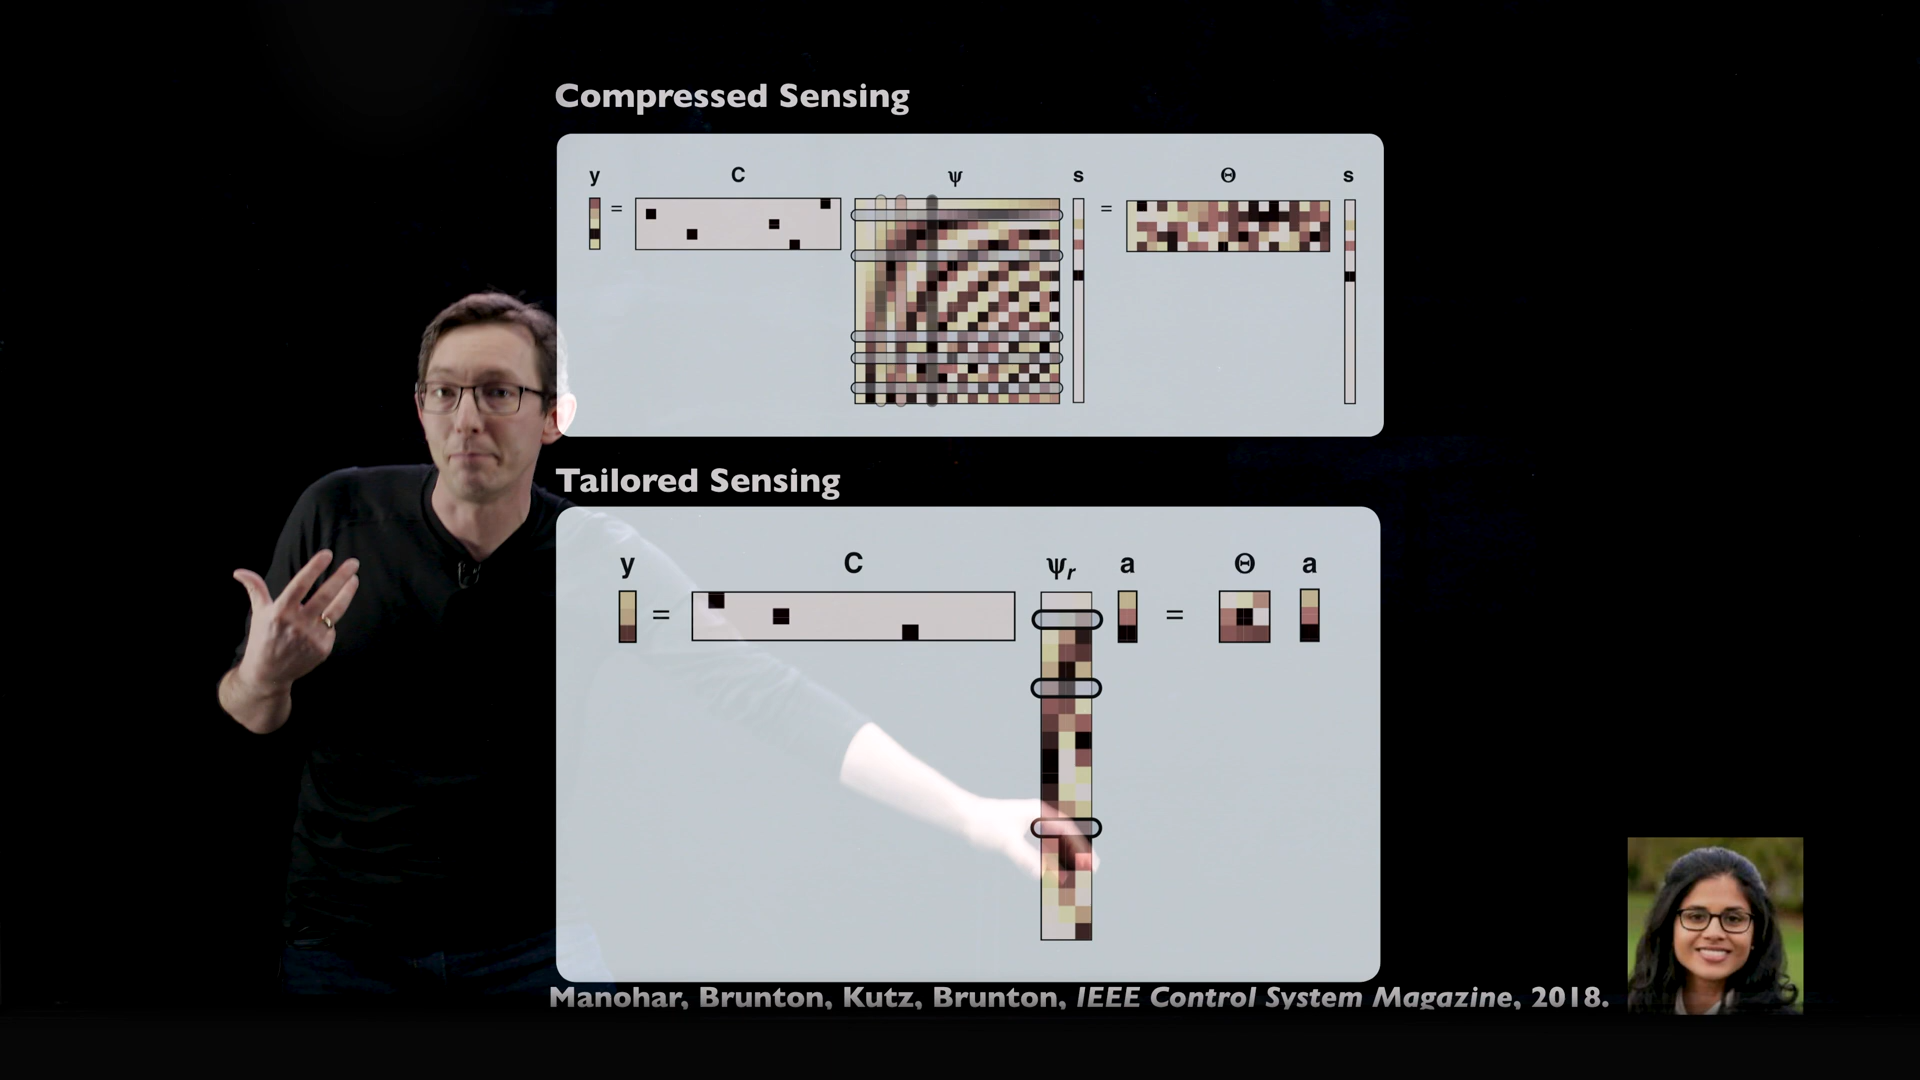 Compressed Sensing
y = C ψ s = Θ s
Tailored Sensing
y = C ψr a = Θ a
Manohar, Brunton, Kutz, Brunton, IEEE Control System Magazine, 2018.